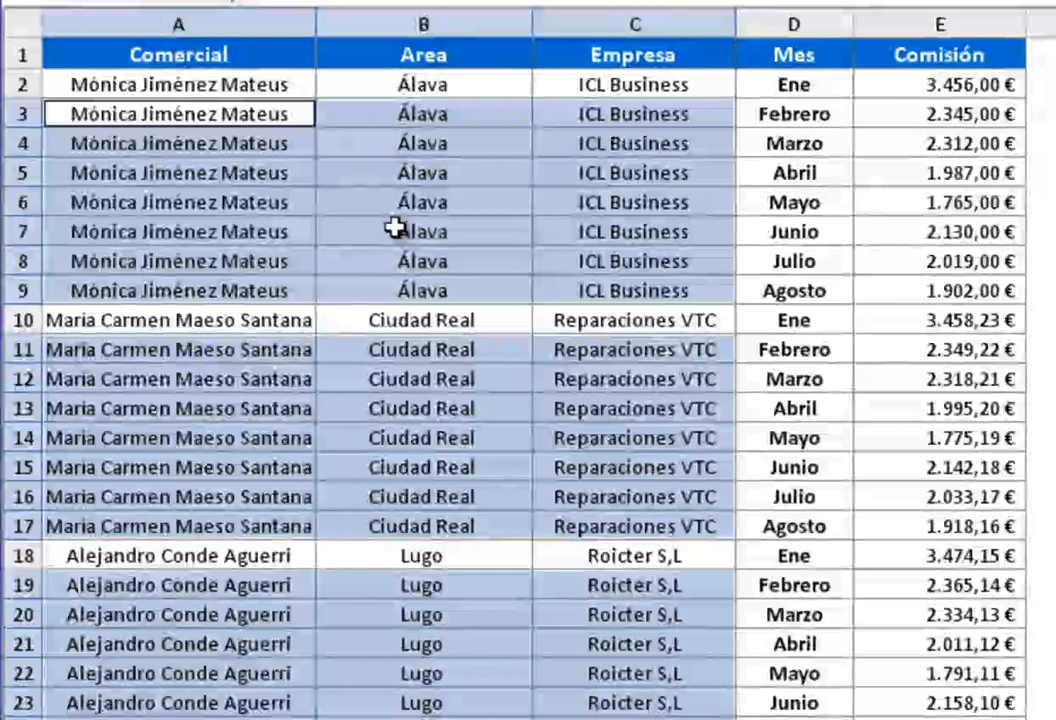 A B C D E
1 Comercial Area Empresa Mes Comisión
2 Mónica Jiménez Mateus Álava ICL Business Ene 3.456,00 €
3 Mónica Jiménez Mateus Álava ICL Business Febrero 2.345,00 €
4 Mónica Jiménez Mateus Álava ICL Business Marzo 2.312,00 €
5 Mónica Jiménez Mateus Álava ICL Business Abril 1.987,00 €
6 Mónica Jiménez Mateus Álava ICL Business Mayo 1.765,00 €
7 Mónica Jiménez Mateus Álava ICL Business Junio 2.130,00 €
8 Mónica Jiménez Mateus Álava ICL Business Julio 2.019,00 €
9 Mónica Jiménez Mateus Álava ICL Business Agosto 1.902,00 €
10 María Carmen Maeso Santana Ciudad Real Reparaciones VTC Ene 3.458,23 €
11 María Carmen Maeso Santana Ciudad Real Reparaciones VTC Febrero 2.349,22 €
12 María Carmen Maeso Santana Ciudad Real Reparaciones VTC Marzo 2.318,21 €
13 María Carmen Maeso Santana Ciudad Real Reparaciones VTC Abril 1.995,20 €
14 María Carmen Maeso Santana Ciudad Real Reparaciones VTC Mayo 1.775,19 €
15 María Carmen Maeso Santana Ciudad Real Reparaciones VTC Junio 2.142,18 €
16 María Carmen Maeso Santana Ciudad Real Reparaciones VTC Julio 2.033,17 €
17 María Carmen Maeso Santana Ciudad Real Reparaciones VTC Agosto 1.918,16 €
18 Alejandro Conde Aguerri Lugo Roicter S,L Ene 3.474,15 €
19 Alejandro Conde Aguerri Lugo Roicter S,L Febrero 2.365,14 €
20 Alejandro Conde Aguerri Lugo Roicter S,L Marzo 2.334,13 €
21 Alejandro Conde Aguerri Lugo Roicter S,L Abril 2.011,12 €
22 Alejandro Conde Aguerri Lugo Roicter S,L Mayo 1.791,11 €
23 Alejandro Conde Aguerri Lugo Roicter S,L Junio 2.158,10 €